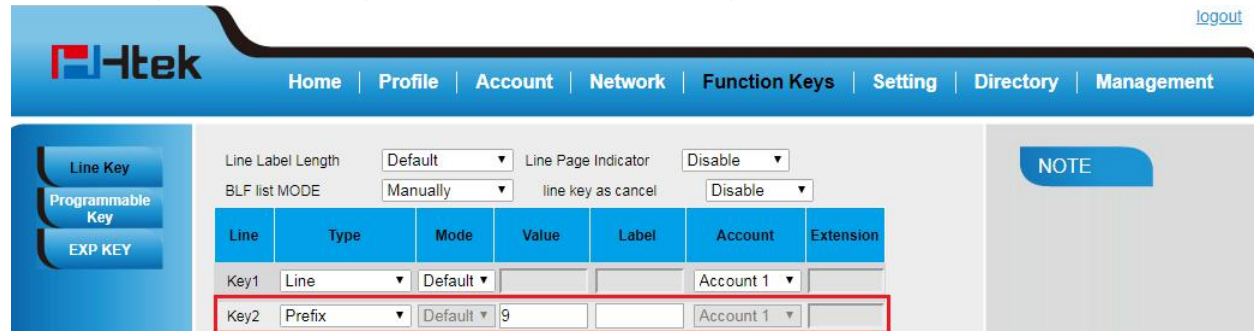 logout
Htek
Home | Profile | Account | Network | Function Keys | Setting | Directory | Management
Line Key
Programmable Key
EXP KEY
Line Label Length Default Line Page Indicator Disable
BLF list MODE Manually line key as cancel Disable
Line Type Mode Value Label Account Extension
Key1 Line Default Account 1
Key2 Prefix Default 9 Account 1
NOTE